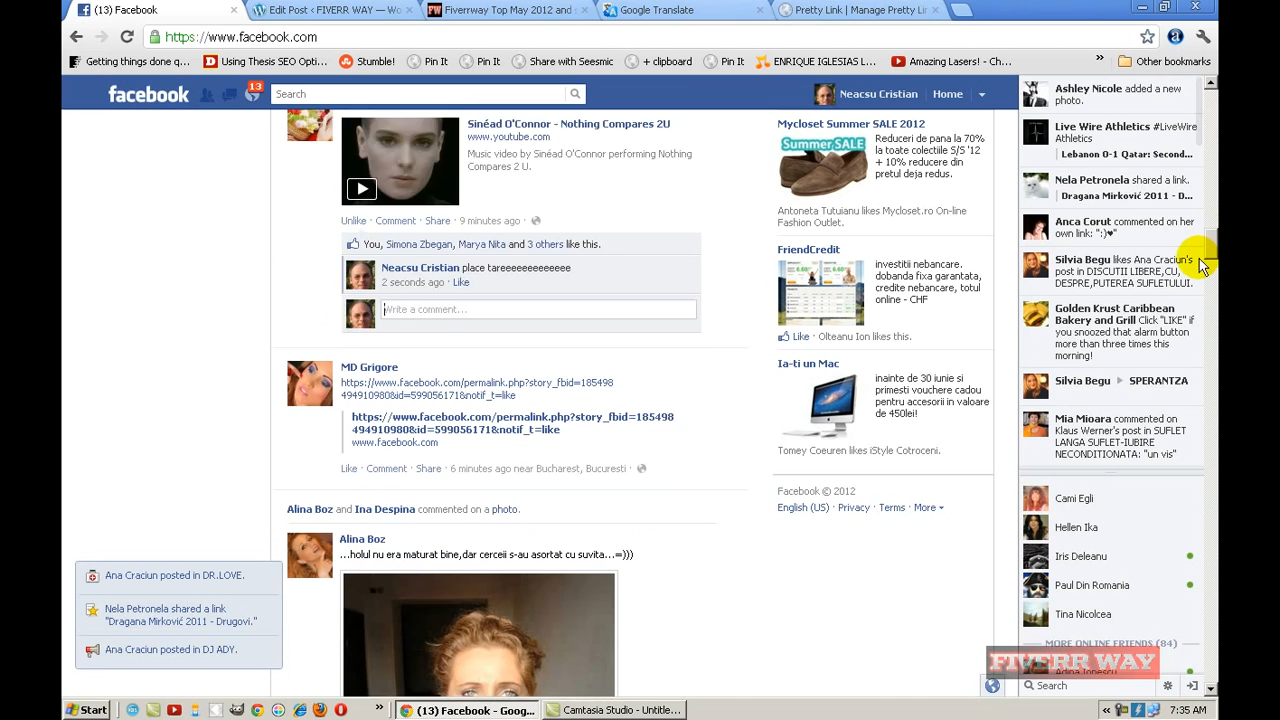 (13) Facebook
Edit Post < FIVERR WAY — Wo
Fiverrway Top May 2012 and
Google Translate
Pretty Link | Manage Pretty Li
https://www.facebook.com
Getting things done q...
Using Thesis SEO Opti...
Stumble!
Pin It
Pin It
Share with Seesmic
+ clipboard
Pin It
ENRIQUE IGLESIAS L...
Amazing Lasers! - Ch...
»
Other bookmarks
facebook
13
Search
Neacsu Cristian
Home
Sinéad O'Connor - Nothing Compares 2U
www.youtube.com
Music video by Sinéad O'Connor performing Nothing
Compares 2 U.
Unlike · Comment · Share · 9 minutes ago ·
You, Simona Zbegan, Marya Nita and 3 others like this.
Neacsu Cristian place tareeeeeeeeeeeee
2 seconds ago · Like
Write a comment...
MD Grigore
https://www.facebook.com/permalink.php?story_fbid=185498
494910980&id=599056171&notif_t=like
https://www.facebook.com/permalink.php?story_fbid=185498
494910980&id=599056171&notif_t=like
www.facebook.com
Like · Comment · Share · 6 minutes ago near Bucharest, Bucuresti ·
Alina Boz and Ina Despina commented on a photo.
Alina Boz
...holul nu era maturat bine,dar cerceii s-au asortat cu suvita...=)))
Ana Craciun posted in DR.LOVE.
Nela Petronela shared a link
"Dragana Mirković 2011 - Drugovi."
Ana Craciun posted in DJ ADY.
Mycloset Summer SALE 2012
Summer SALE
Reduceri de pana la 70%
la toate colectiile S/S '12
+ 10% reducere din
pretul deja redus.
Antoneta Tutuianu likes Mycloset.ro On-line
Fashion Outlet.
FriendCredit
investitii nebancare.
dobanda fixa garantata,
credite nebancare, totul
online - CHF
Like · Olteanu Ion likes this.
Ia-ti un Mac
inainte de 30 iunie si
primesti vouchere cadou
pentru accesorii in valoare
de 450lei!
Tomey Coeuren likes iStyle Cotroceni.
Facebook © 2012
English (US) · Privacy · Terms · More
Ashley Nicole added a new
photo.
Live Wire Athletics #LiveWire
Athletics
Lebanon 0-1 Qatar: Second...
Nela Petronela shared a link.
Dragana Mirković 2011 - D...
Anca Corut commented on her
own link: ":)♥"
Silvia Begu likes Ana Craciun's
post in DISCUTII LIBERE,CU,
DESPRE,PUTEREA SUFLETULUI.
Golden Krust Caribbean
Bakery and Grill Click "LIKE" if
you snoozed that alarm button
more than three times this
morning!
Silvia Begu ▸ SPERANTZA
Mia Mioara commented on
Klaus Werner's post in SUFLET
LANGA SUFLET-IUBIRE
NECONDITIONATA: "un vis"
Cami Egli
Hellen Ika
Iris Deleanu
Paul Din Romania
Tina Nicolcea
MORE ONLINE FRIENDS (84)
FIVERR WAY
Search
Start
»
(13) Facebook - Goog...
Camtasia Studio - Untitle...
7:35 AM